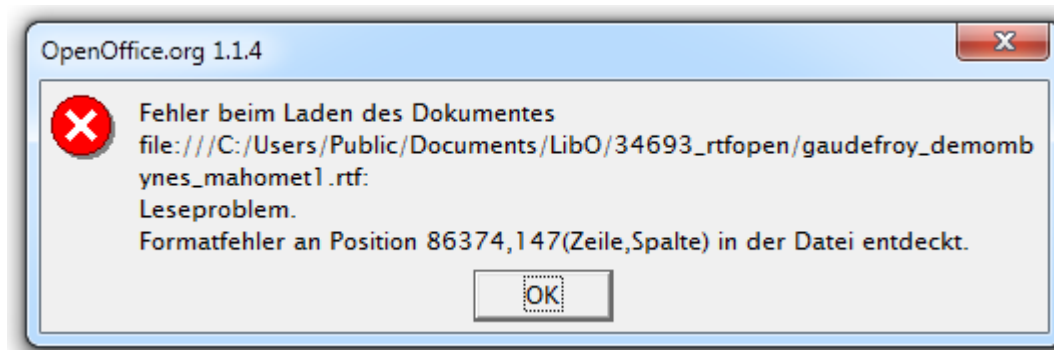 OpenOffice.org 1.1.4
Fehler beim Laden des Dokumentes
file:///C:/Users/Public/Documents/LibO/34693_rtfopen/gaudefroy_demomb
ynes_mahomet1.rtf:
Leseproblem.
Formatfehler an Position 86374,147(Zeile,Spalte) in der Datei entdeckt.
OK